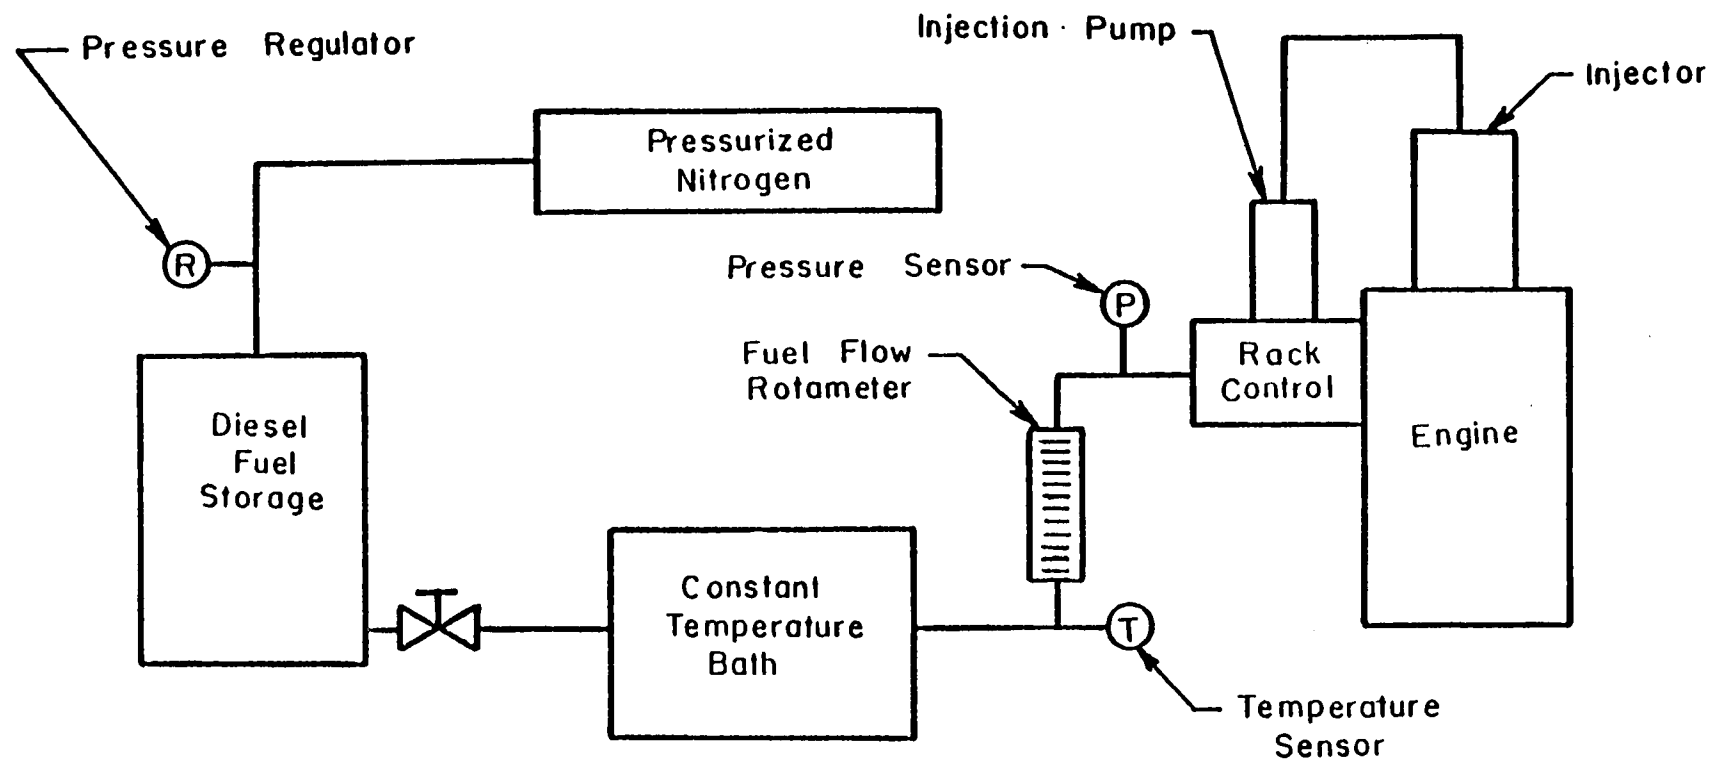 Pressure Regulator
Injection Pump
Injector
Pressurized
Nitrogen
R
Pressure Sensor
P
Fuel Flow
Rotameter
Rack
Control
Engine
Diesel
Fuel
Storage
Constant
Temperature
Bath
T
Temperature
Sensor